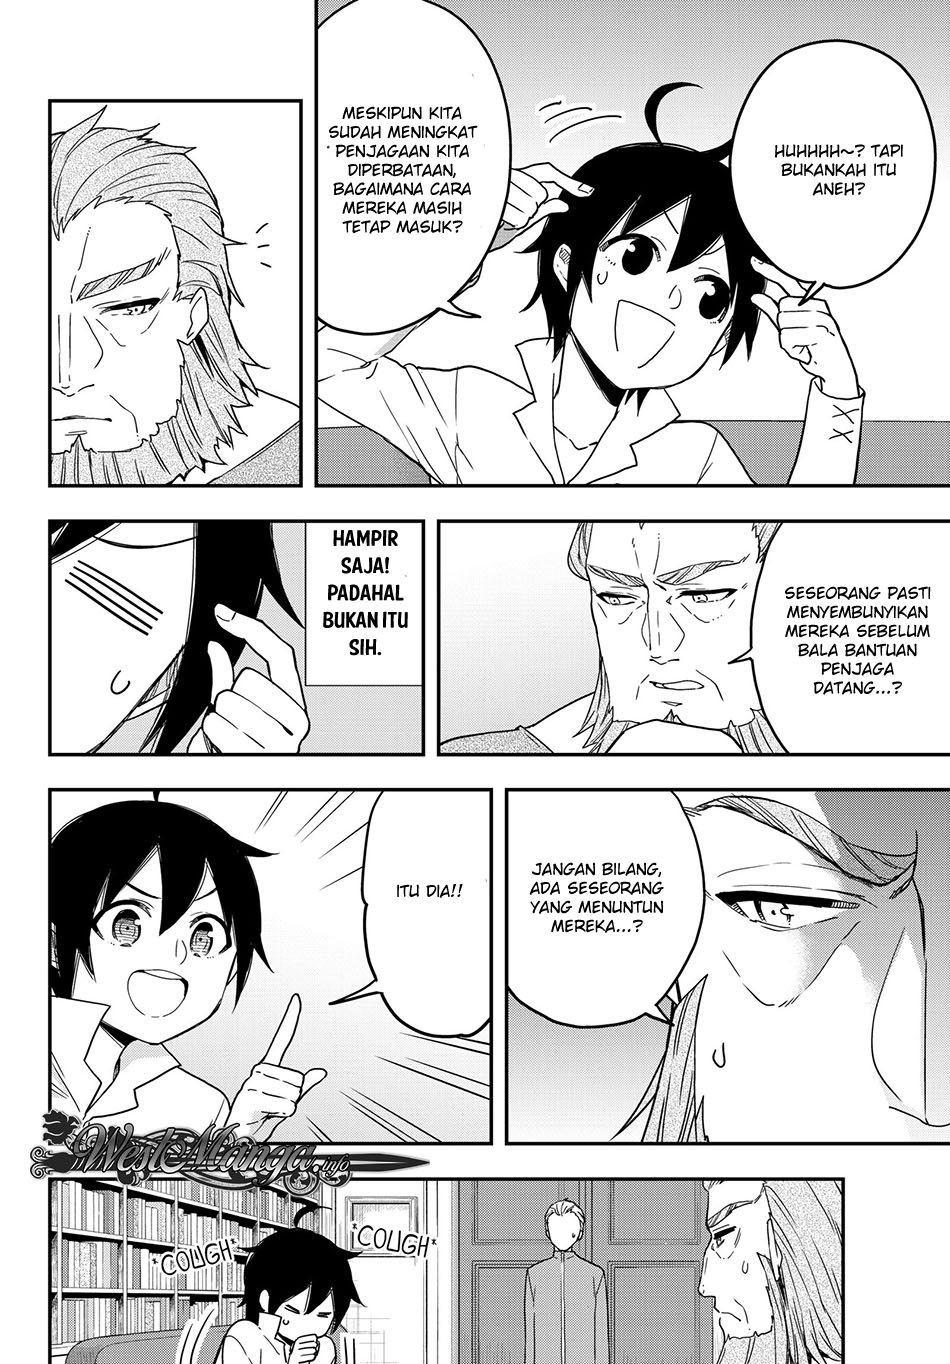 HUHHHH~? TAPI
BUKANKAH ITU
ANEH?
MESKIPUN KITA
SUDAH MENINGKAT
PENJAGAAN KITA
DIPERBATAAN,
BAGAIMANA CARA
MEREKA MASIH
TETAP MASUK?
SESEORANG PASTI
MENYEMBUNYIKAN
MEREKA SEBELUM
BALA BANTUAN
PENJAGA
DATANG...?
HAMPIR
SAJA!
PADAHAL
BUKAN ITU
SIH.
JANGAN BILANG,
ADA SESEORANG
YANG MENUNTUN
MEREKA...?
ITU DIA!!
WestManga.info
*COUGH*
*COUGH*